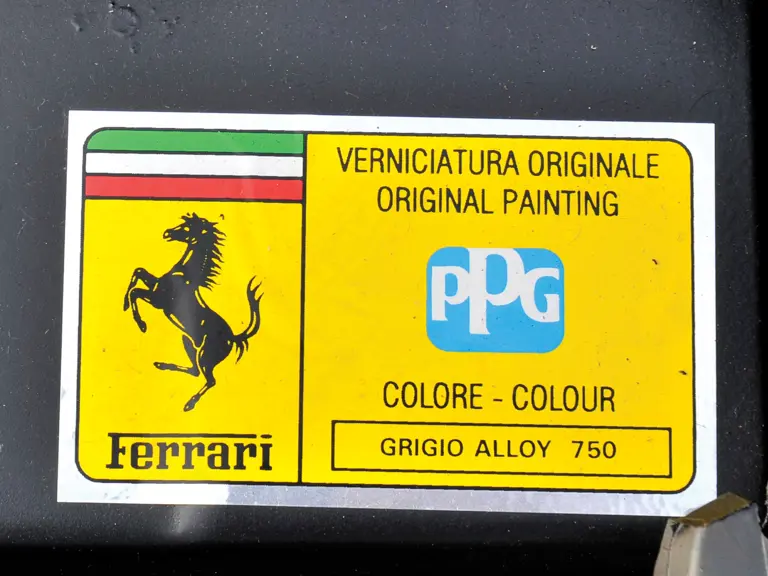 VERNICIATURA ORIGINALE
ORIGINAL PAINTING
PPG
COLORE - COLOUR
GRIGIO ALLOY 750
Ferrari